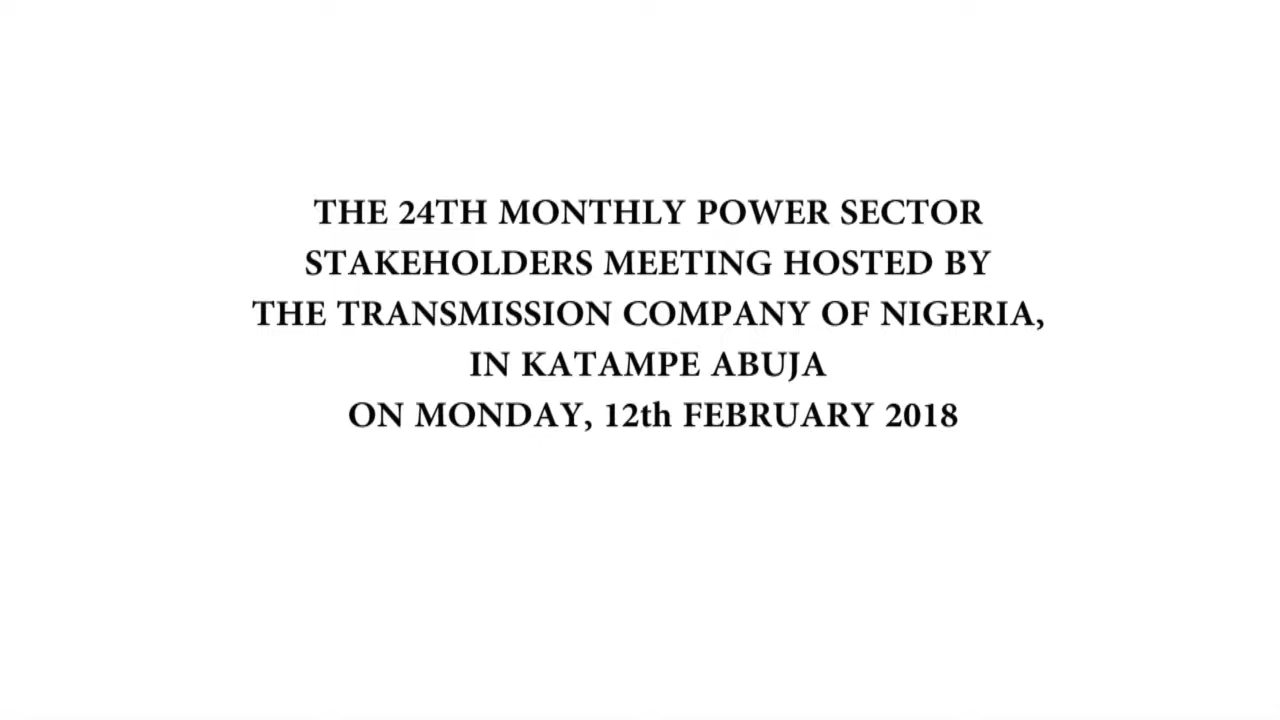 THE 24TH MONTHLY POWER SECTOR
STAKEHOLDERS MEETING HOSTED BY
THE TRANSMISSION COMPANY OF NIGERIA,
IN KATAMPE ABUJA
ON MONDAY, 12th FEBRUARY 2018